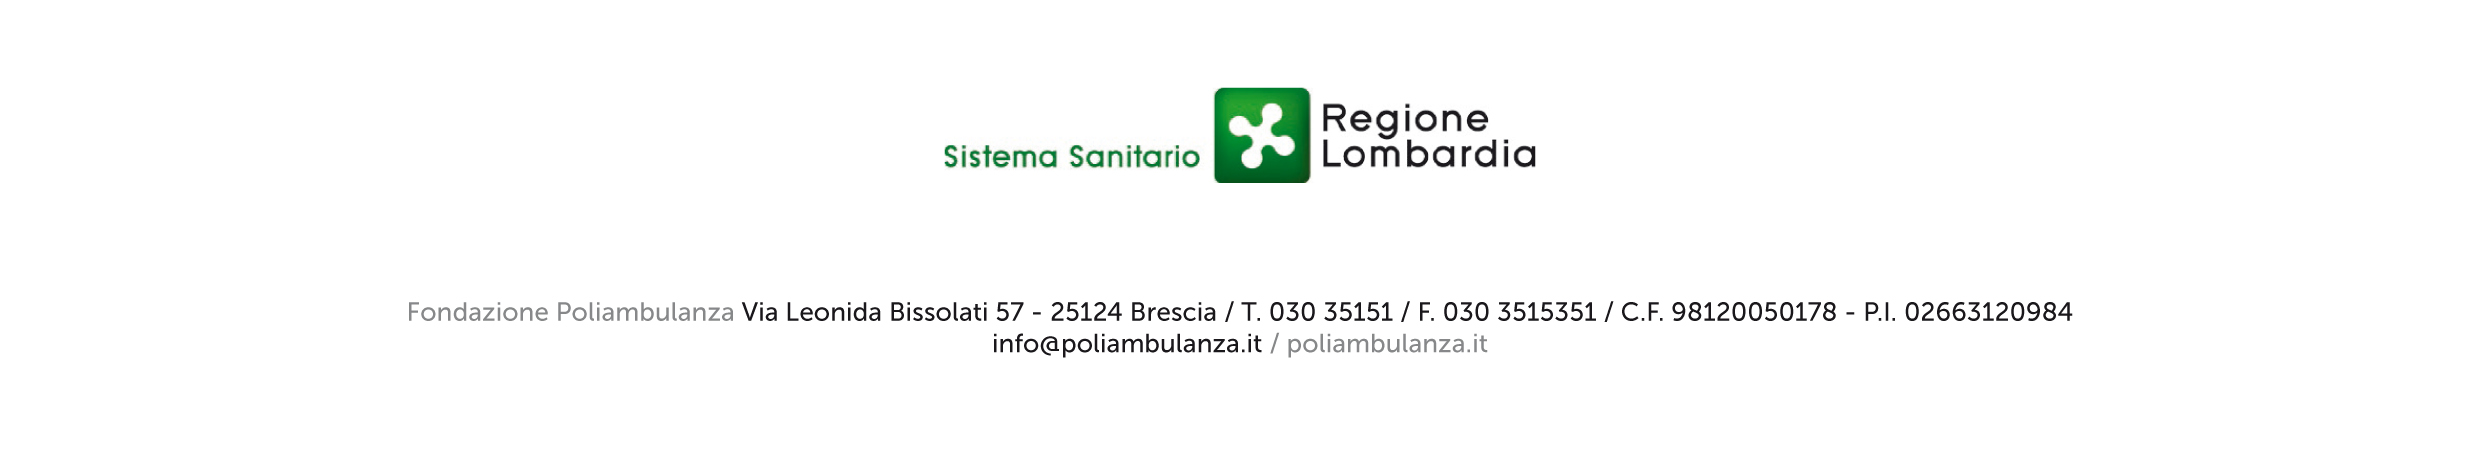 Sistema Sanitario
Regione
Lombardia
Fondazione Poliambulanza Via Leonida Bissolati 57 - 25124 Brescia / T. 030 35151 / F. 030 3515351 / C.F. 98120050178 - P.I. 02663120984
info@poliambulanza.it / poliambulanza.it